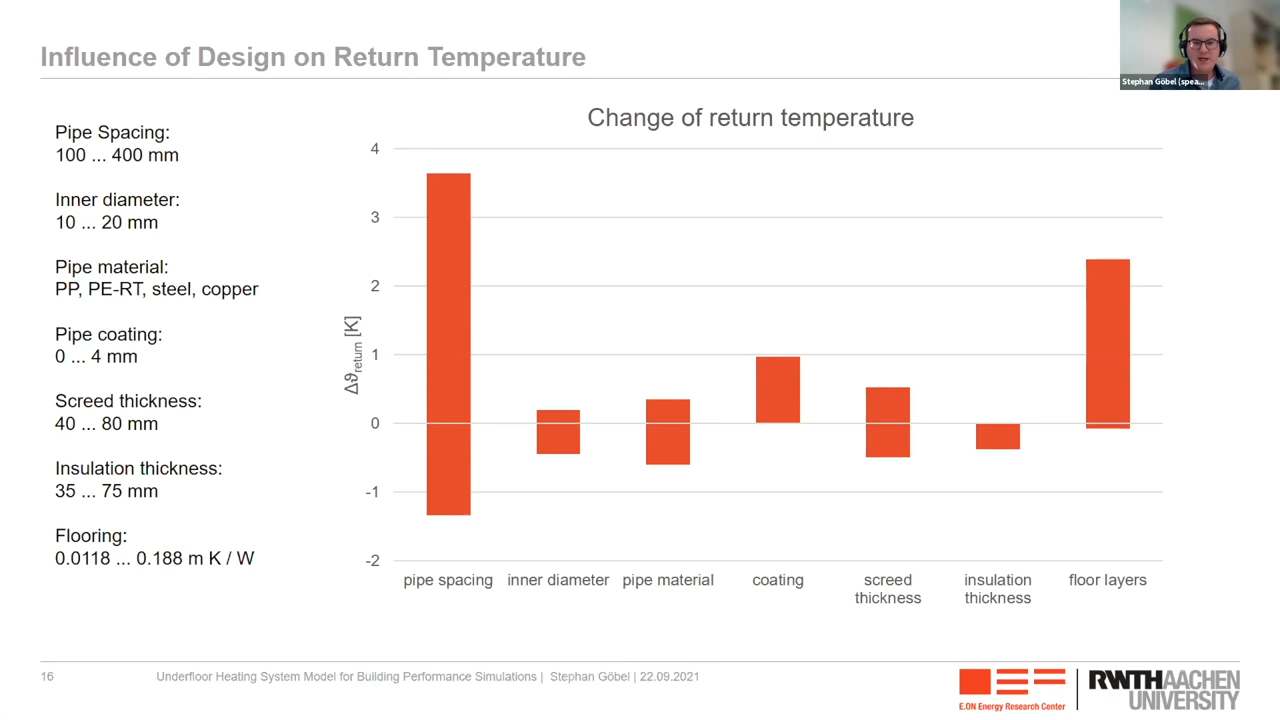 Influence of Design on Return Temperature
Stephan Göbel (spea...
Pipe Spacing:
100 ... 400 mm
Inner diameter:
10 ... 20 mm
Pipe material:
PP, PE-RT, steel, copper
Pipe coating:
0 ... 4 mm
Screed thickness:
40 ... 80 mm
Insulation thickness:
35 ... 75 mm
Flooring:
0.0118 ... 0.188 m K / W
Change of return temperature
4
3
2
1
0
-1
-2
Δϑreturn [K]
pipe spacing
inner diameter
pipe material
coating
screed
thickness
insulation
thickness
floor layers
16
Underfloor Heating System Model for Building Performance Simulations | Stephan Göbel | 22.09.2021
E.ON Energy Research Center
RWTH AACHEN
UNIVERSITY